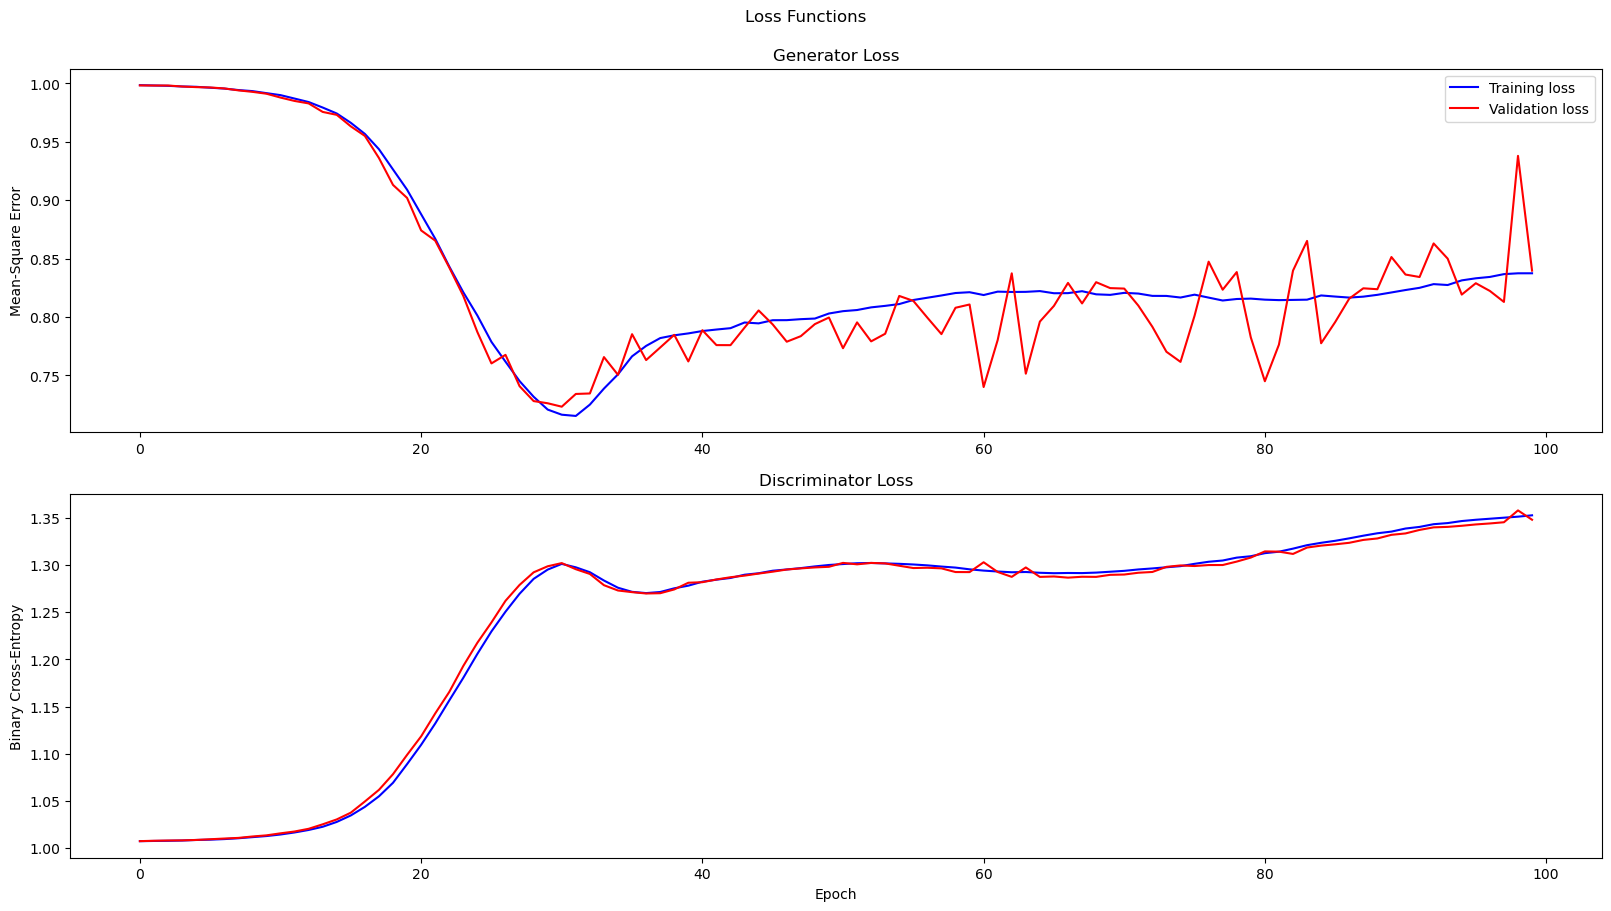 Loss Functions
Generator Loss
Training loss
Validation loss
Mean-Square Error
1.00
0.95
0.90
0.85
0.80
0.75
0 20 40 60 80 100
Discriminator Loss
Binary Cross-Entropy
1.35
1.30
1.25
1.20
1.15
1.10
1.05
1.00
0 20 40 60 80 100
Epoch